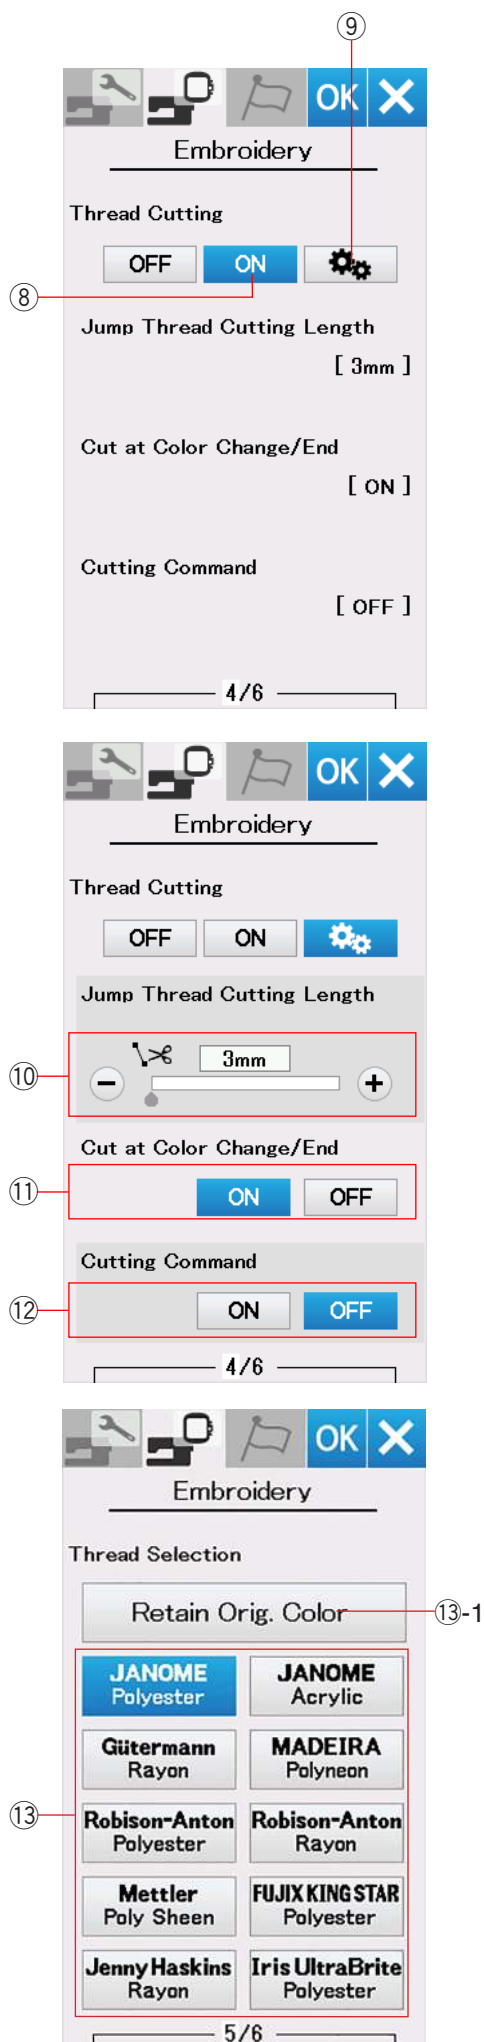 ⑨
OK
Embroidery
Thread Cutting
OFF ON
⑧
Jump Thread Cutting Length
[ 3mm ]
Cut at Color Change/End
[ ON ]
Cutting Command
[ OFF ]
4/6
OK
Embroidery
Thread Cutting
OFF ON
Jump Thread Cutting Length
3mm
⑩
Cut at Color Change/End
⑪
ON OFF
Cutting Command
⑫
ON OFF
4/6
OK
Embroidery
Thread Selection
Retain Orig. Color
⑬-1
JANOME JANOME
Polyester Acrylic
Gütermann MADEIRA
Rayon Polyneon
⑬
Robison-Anton Robison-Anton
Polyester Rayon
Mettler FUJIX KING STAR
Poly Sheen Polyester
Jenny Haskins Iris UltraBrite
Rayon Polyester
5/6